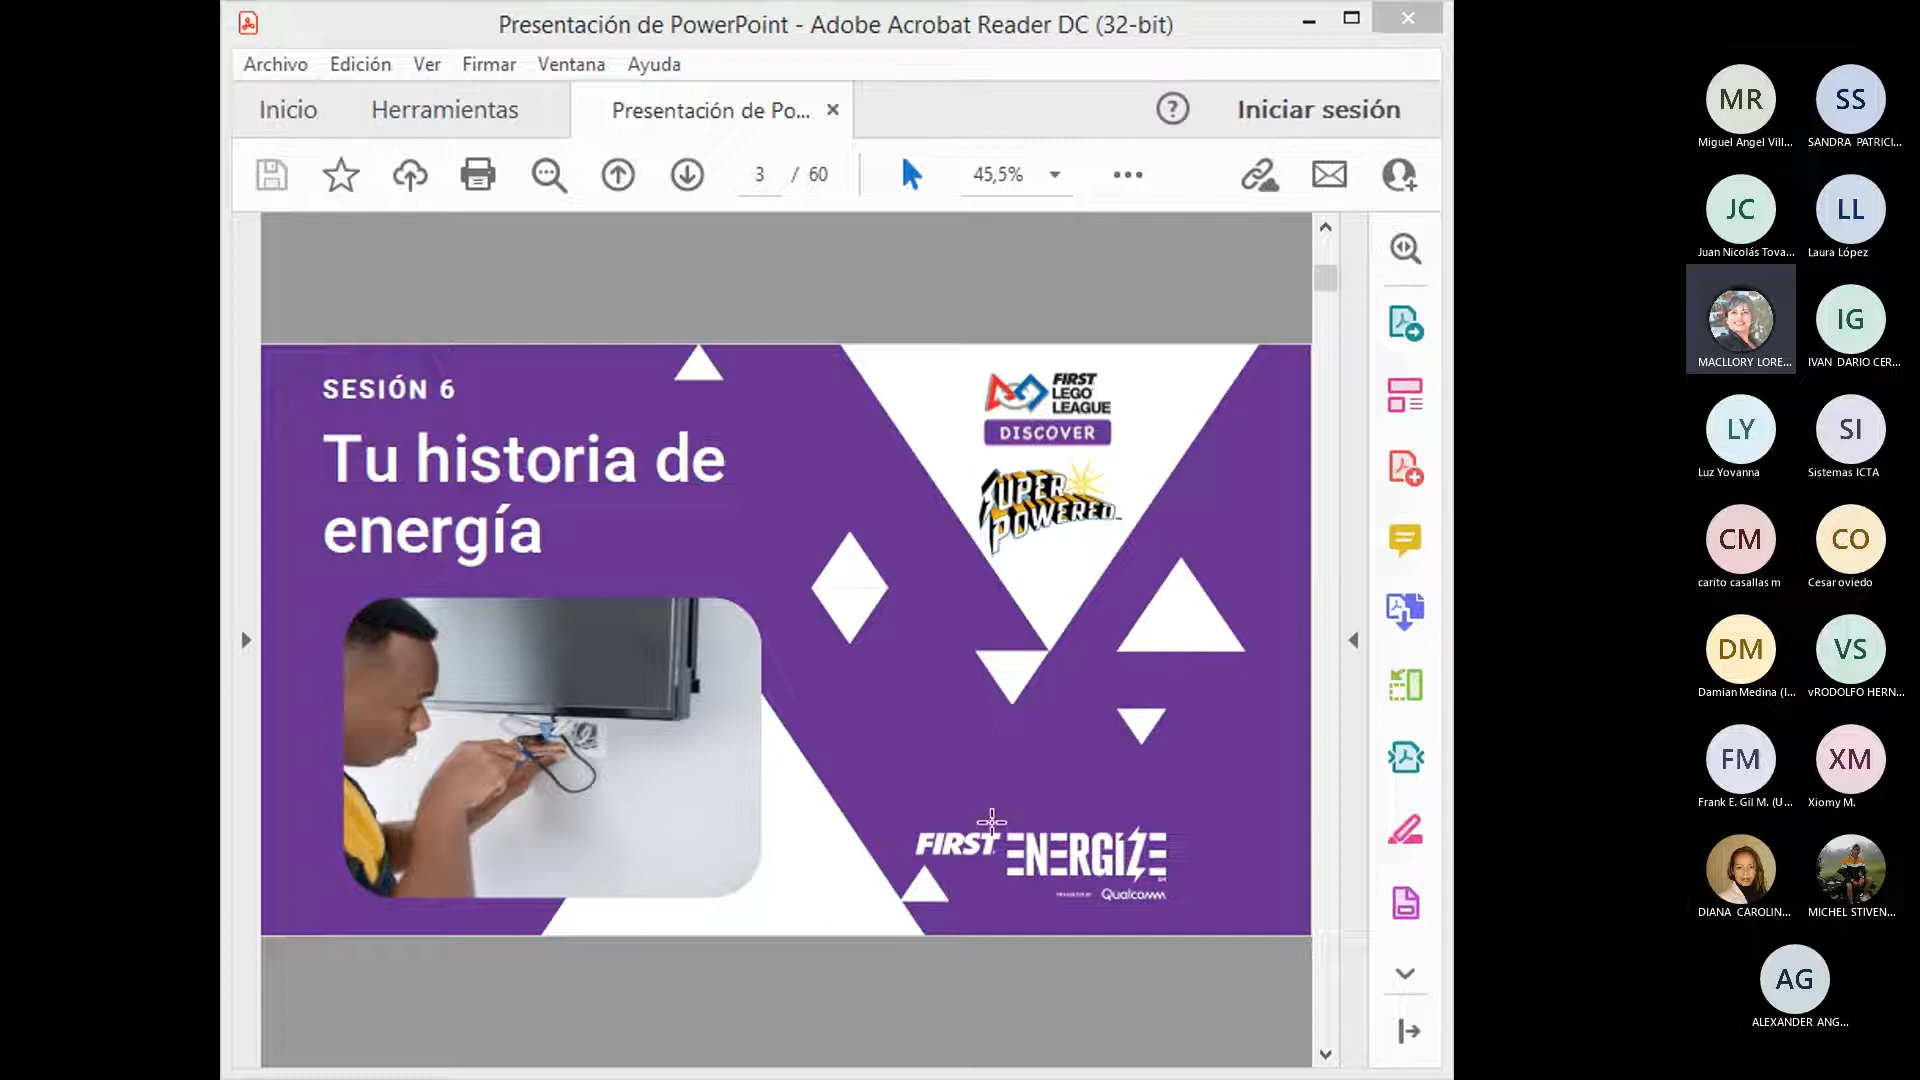 Presentación de PowerPoint - Adobe Acrobat Reader DC (32-bit)
Archivo Edición Ver Firmar Ventana Ayuda
Inicio Herramientas Presentación de Po... Iniciar sesión
3 / 60 45,5%
SESIÓN 6
Tu historia de
energía
FIRST
LEGO
LEAGUE
DISCOVER
SUPER
POWERED
FIRST ENERGIZE
PRESENTED BY Qualcomm
MR SS
Miguel Angel Vill... SANDRA PATRICI...
JC LL
Juan Nicolás Tova... Laura López
IG
MACLLORY LORE... IVAN DARIO CER...
LY SI
Luz Yovanna Sistemas ICTA
CM CO
carito casallas m Cesar oviedo
DM VS
Damian Medina (I... vRODOLFO HERN...
FM XM
Frank E. Gil M. (U... Xiomy M.
DIANA CAROLIN... MICHEL STIVEN...
AG
ALEXANDER ANG...